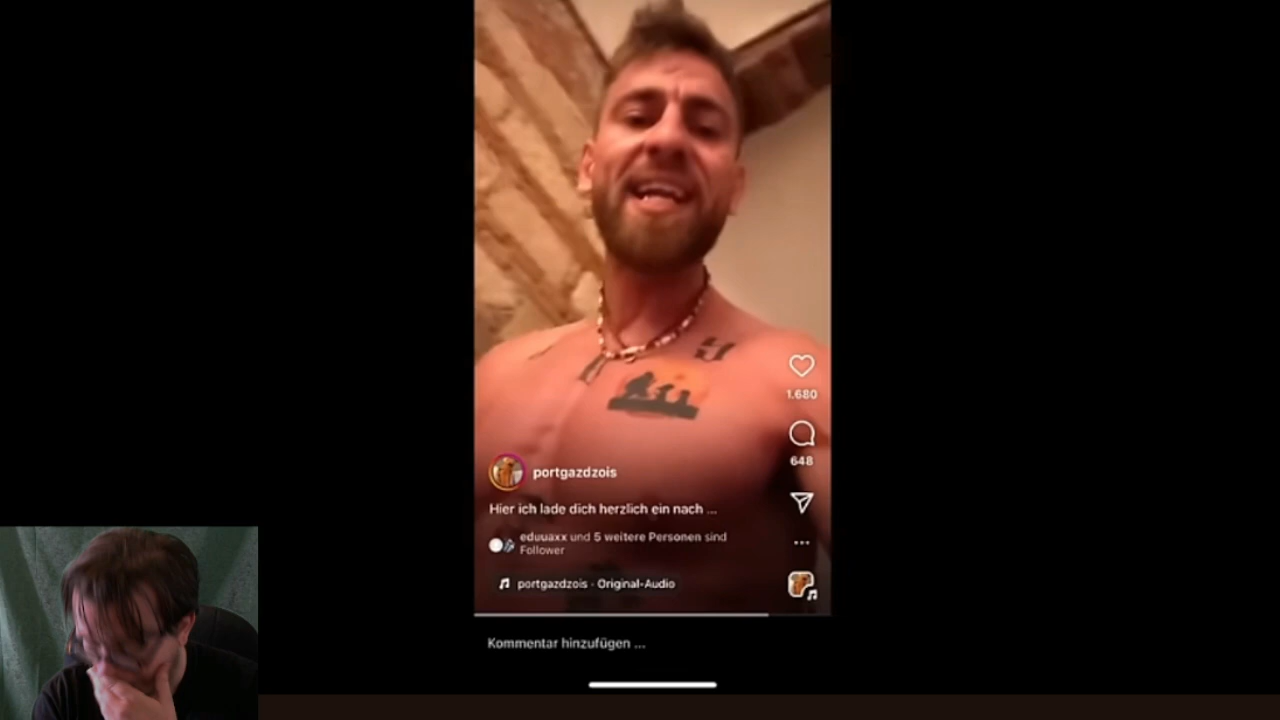 1.680
648
portgazdzois
Hier ich lade dich herzlich ein nach ...
eduuaxx und 5 weitere Personen sind
Follower
portgazdzois · Original-Audio
Kommentar hinzufügen ...